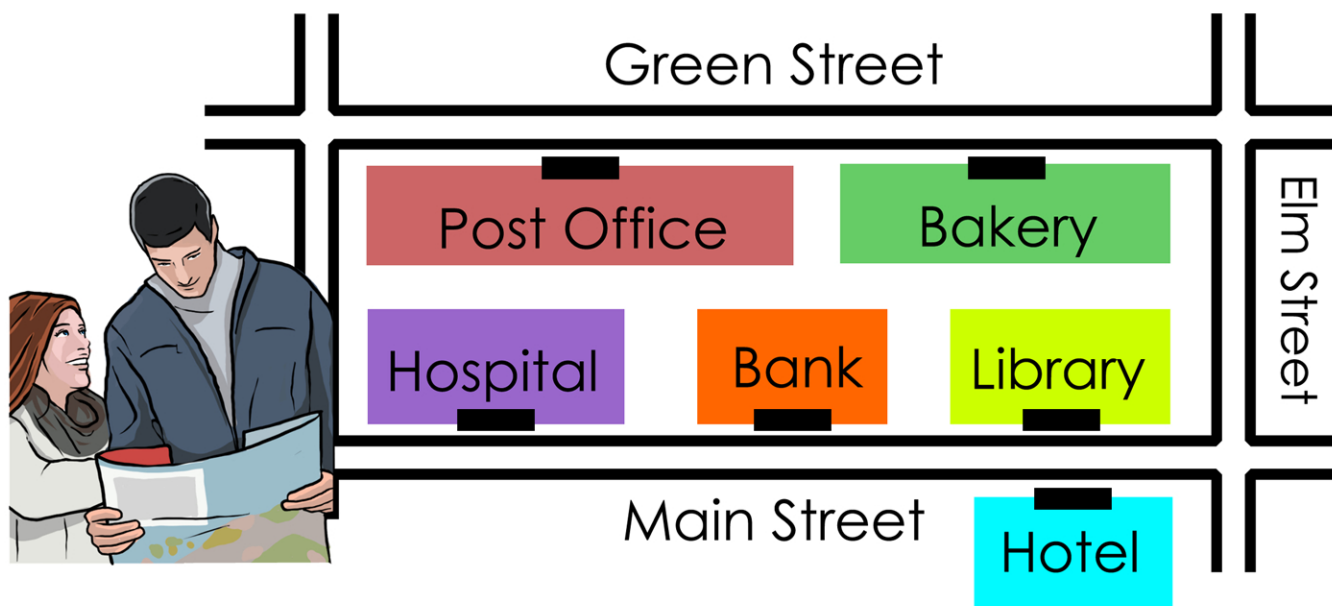 Green Street
Post Office
Bakery
Elm Street
Hospital
Bank
Library
Main Street
Hotel